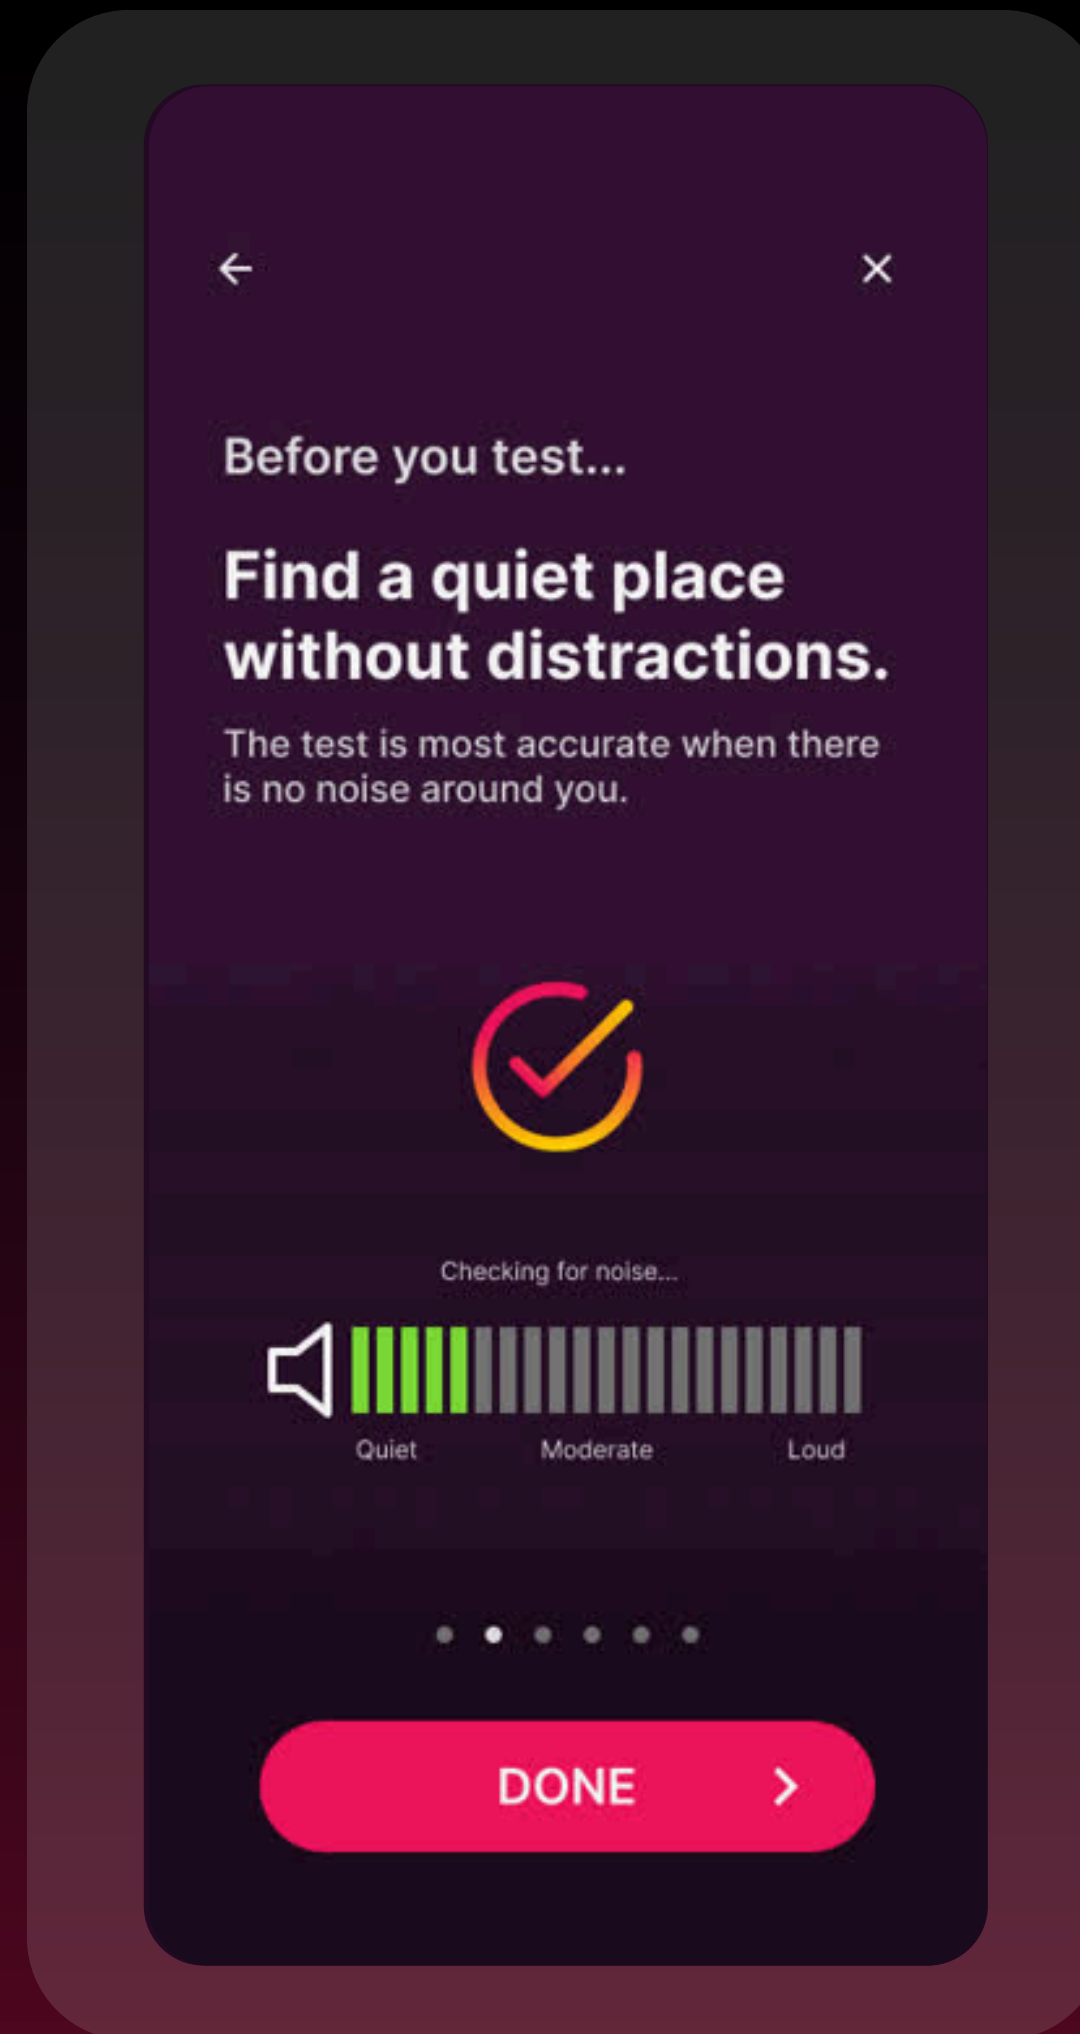 Before you test...
Find a quiet place
without distractions.
The test is most accurate when there
is no noise around you.
Checking for noise...
Quiet Moderate Loud
DONE